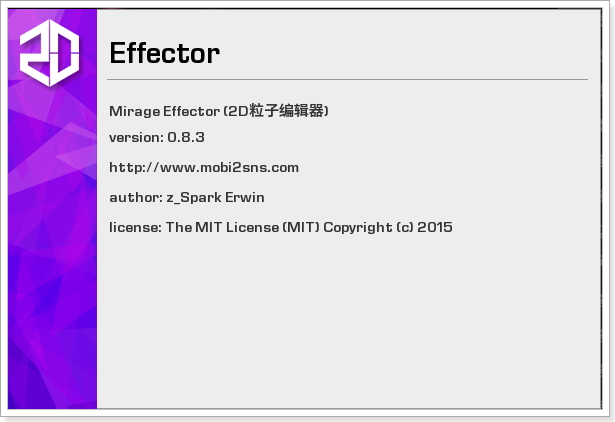 2D
Effector
Mirage Effector (2D粒子编辑器)
version: 0.8.3
http://www.mobi2sns.com
author: z_Spark Erwin
license: The MIT License (MIT) Copyright (c) 2015